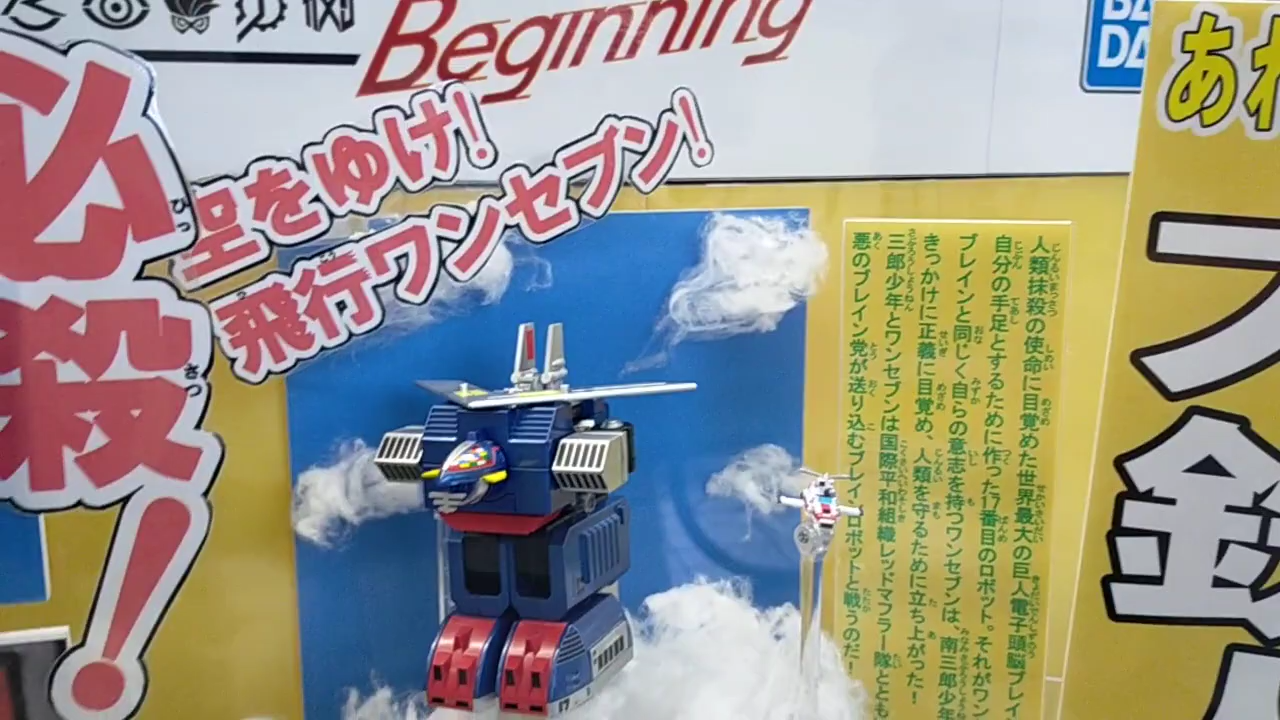 Beginning
必殺!
ひっ
さつ
空をゆけ!
飛行ワンセブン!
人類抹殺の使命に目覚めた世界最大の巨人電子頭脳ブレイ
自分の手足とするために作った17番目のロボット。それがワン
ブレインと同じく自らの意志を持つワンセブンは、南三郎少年
きっかけに正義に目覚め、人類を守るために立ち上がった!
三郎少年とワンセブンは国際平和組織レッドマフラー隊ととも
悪のブレイン党が送り込むブレインロボットと戦うのだ!
あ
BA
DA
17